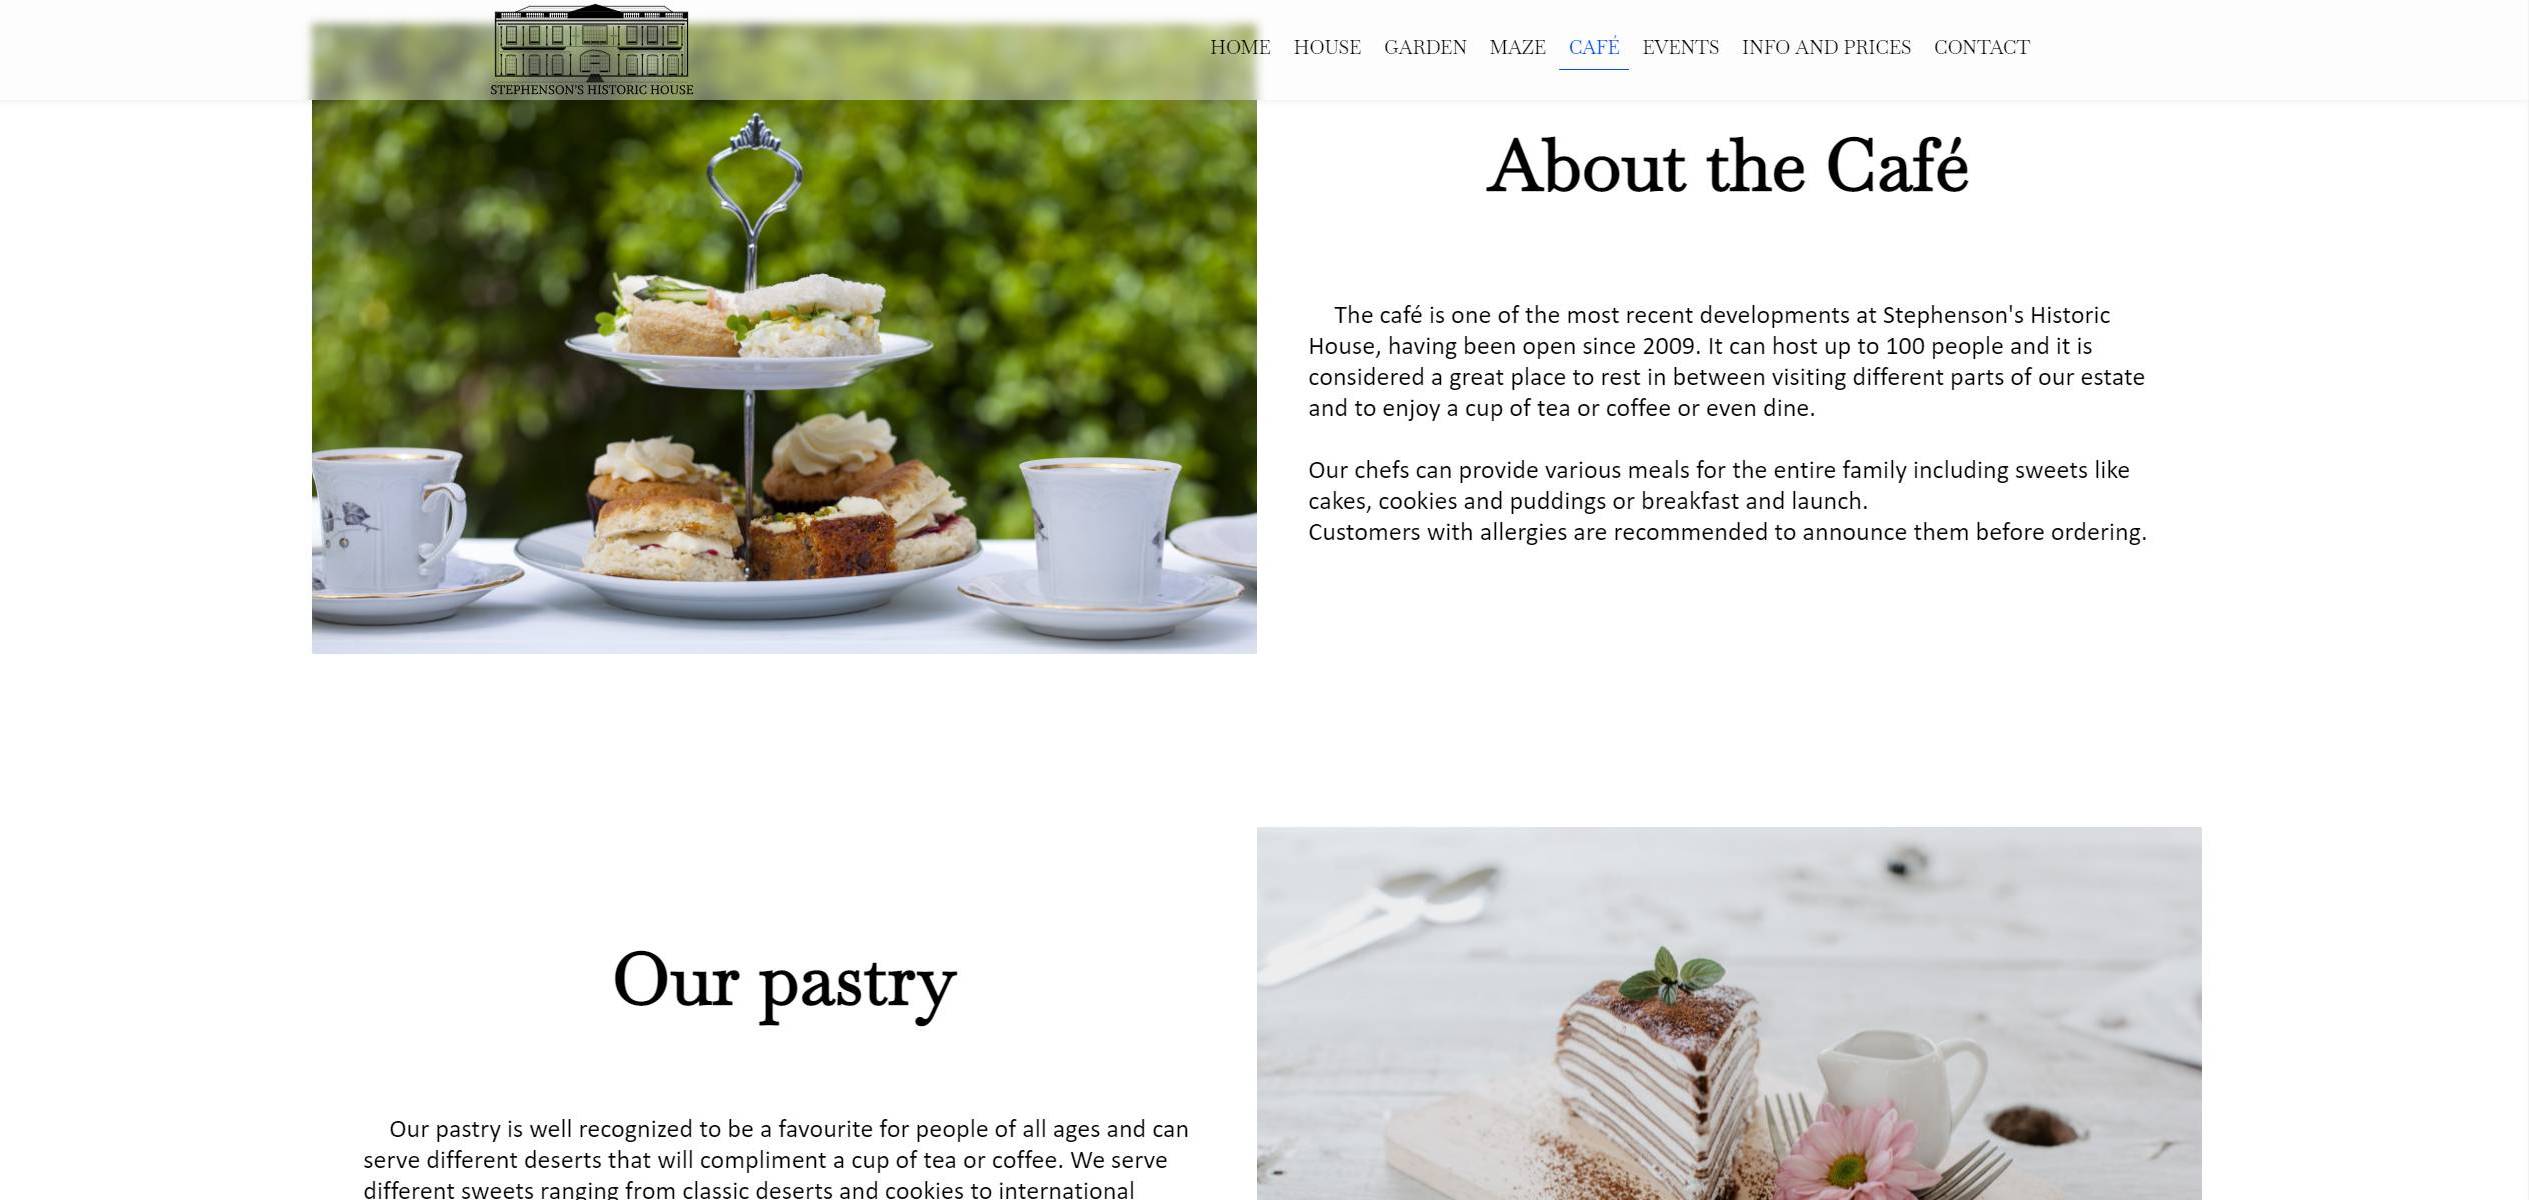 STEPHENSON'S HISTORIC HOUSE
HOME HOUSE GARDEN MAZE CAFÉ EVENTS INFO AND PRICES CONTACT
About the Café
The café is one of the most recent developments at Stephenson's Historic
House, having been open since 2009. It can host up to 100 people and it is
considered a great place to rest in between visiting different parts of our estate
and to enjoy a cup of tea or coffee or even dine.
Our chefs can provide various meals for the entire family including sweets like
cakes, cookies and puddings or breakfast and launch.
Customers with allergies are recommended to announce them before ordering.
Our pastry
Our pastry is well recognized to be a favourite for people of all ages and can
serve different deserts that will compliment a cup of tea or coffee. We serve
different sweets ranging from classic deserts and cookies to international